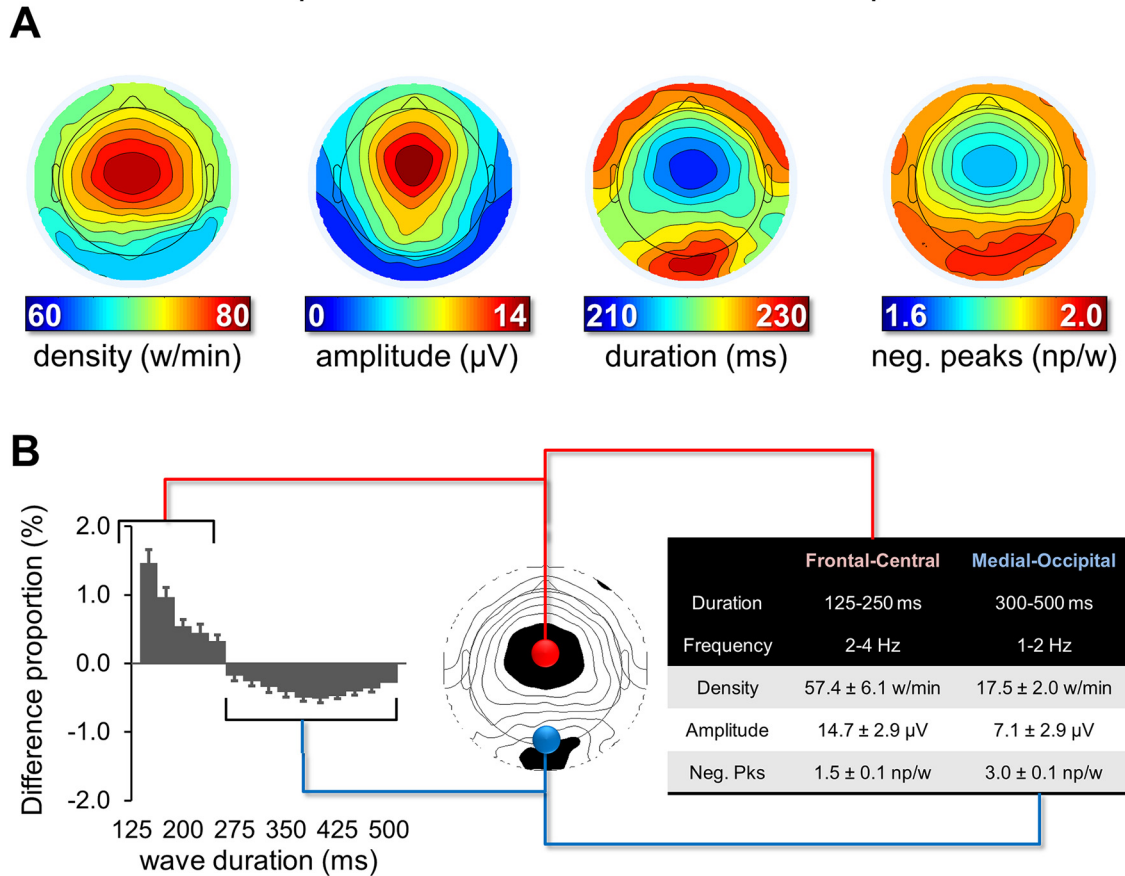 A
60 80
density (w/min)
0 14
amplitude (µV)
210 230
duration (ms)
1.6 2.0
neg. peaks (np/w)
B
Difference proportion (%)
2.0
1.0
0.0
-1.0
-2.0
125 200 275 350 425 500
wave duration (ms)
Frontal-Central Medial-Occipital
Duration 125-250 ms 300-500 ms
Frequency 2-4 Hz 1-2 Hz
Density 57.4 ± 6.1 w/min 17.5 ± 2.0 w/min
Amplitude 14.7 ± 2.9 µV 7.1 ± 2.9 µV
Neg. Pks 1.5 ± 0.1 np/w 3.0 ± 0.1 np/w